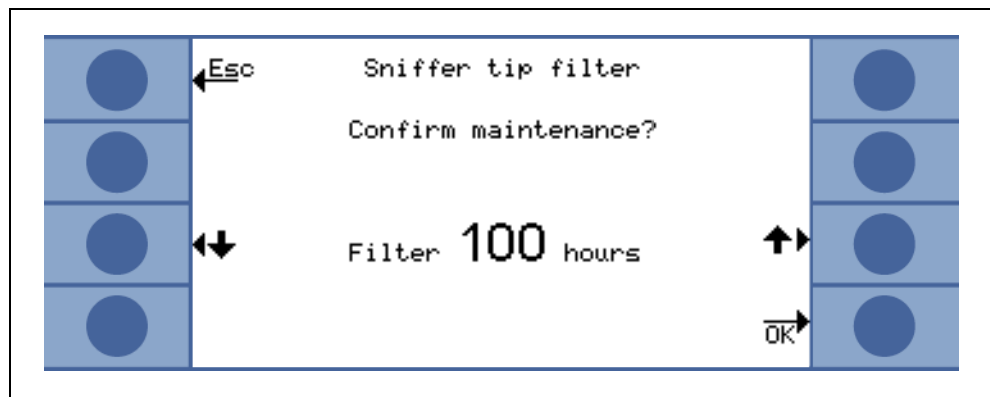 Esc Sniffer tip filter
Confirm maintenance?
Filter 100 hours
OK